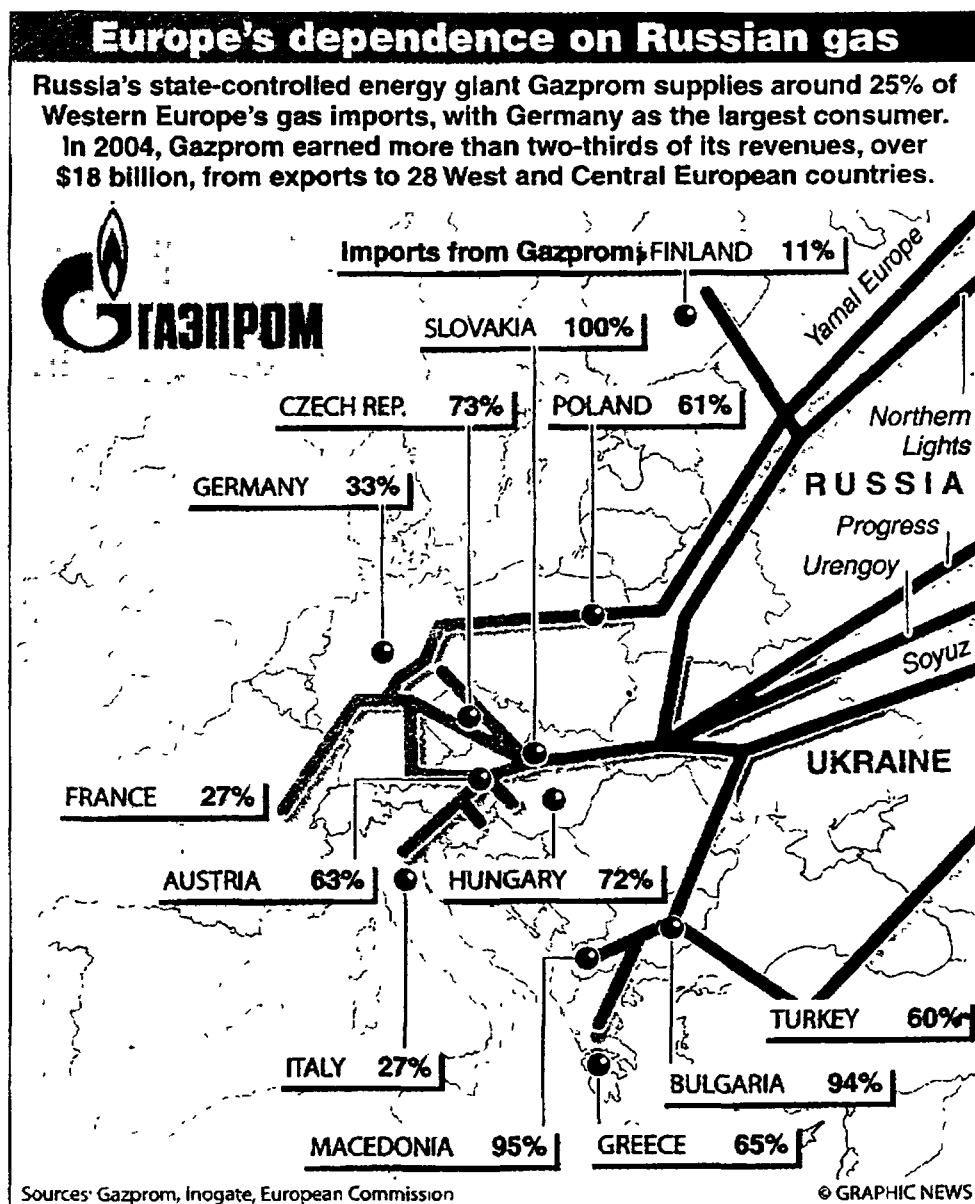 Europe's dependence on Russian gas
Russia's state-controlled energy giant Gazprom supplies around 25% of
Western Europe's gas imports, with Germany as the largest consumer.
In 2004, Gazprom earned more than two-thirds of its revenues, over
$18 billion, from exports to 28 West and Central European countries.
ГАЗПРОМ
Imports from Gazprom: FINLAND 11%
Yamal Europe
SLOVAKIA 100%
CZECH REP. 73%
POLAND 61%
Northern
Lights
GERMANY 33%
RUSSIA
Progress
Urengoy
Soyuz
UKRAINE
FRANCE 27%
AUSTRIA 63%
HUNGARY 72%
TURKEY 60%
ITALY 27%
BULGARIA 94%
MACEDONIA 95%
GREECE 65%
Sources: Gazprom, Inogate, European Commission
© GRAPHIC NEWS